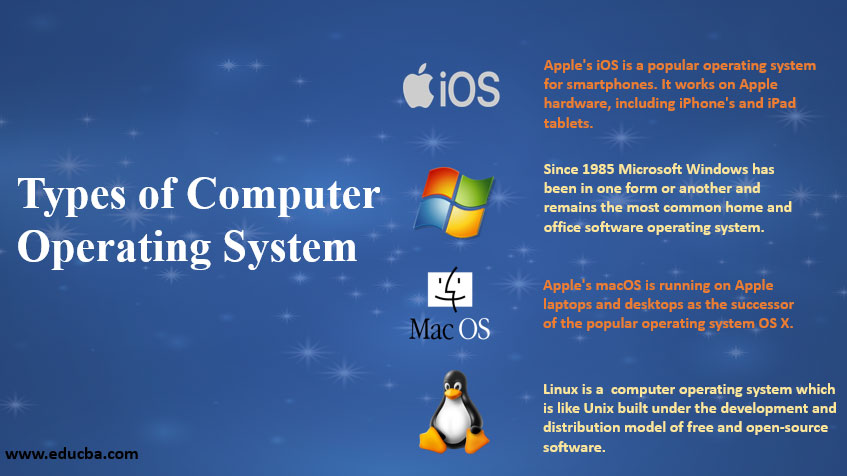 Types of Computer
Operating System
iOS
Apple's iOS is a popular operating system
for smartphones. It works on Apple
hardware, including iPhone's and iPad
tablets.
Since 1985 Microsoft Windows has
been in one form or another and
remains the most common home and
office software operating system.
Mac OS
Apple's macOS is running on Apple
laptops and desktops as the successor
of the popular operating system OS X.
Linux is a  computer operating system which
is like Unix built under the development and
distribution model of free and open-source
software.
www.educba.com